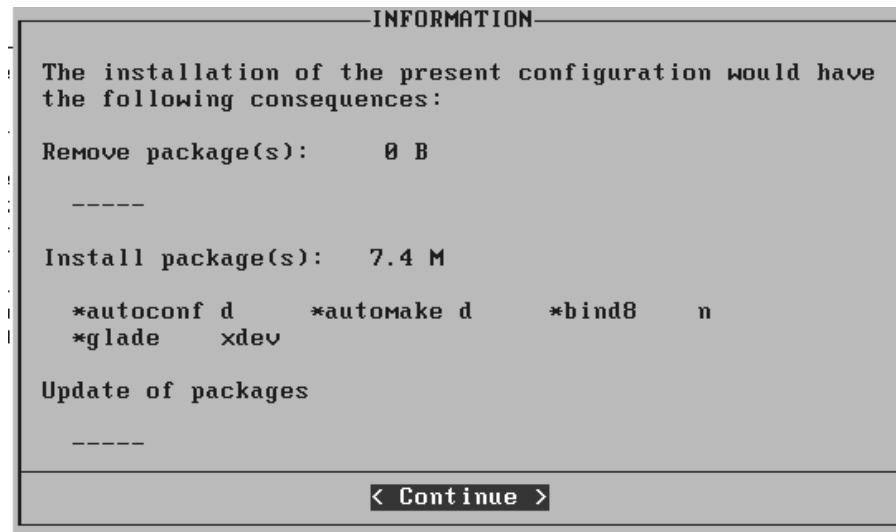 INFORMATION
The installation of the present configuration would have
the following consequences:
Remove package(s): 0 B
-----
Install package(s): 7.4 M
*autoconf d *automake d *bind8 n
*glade xdev
Update of packages
-----
< Continue >